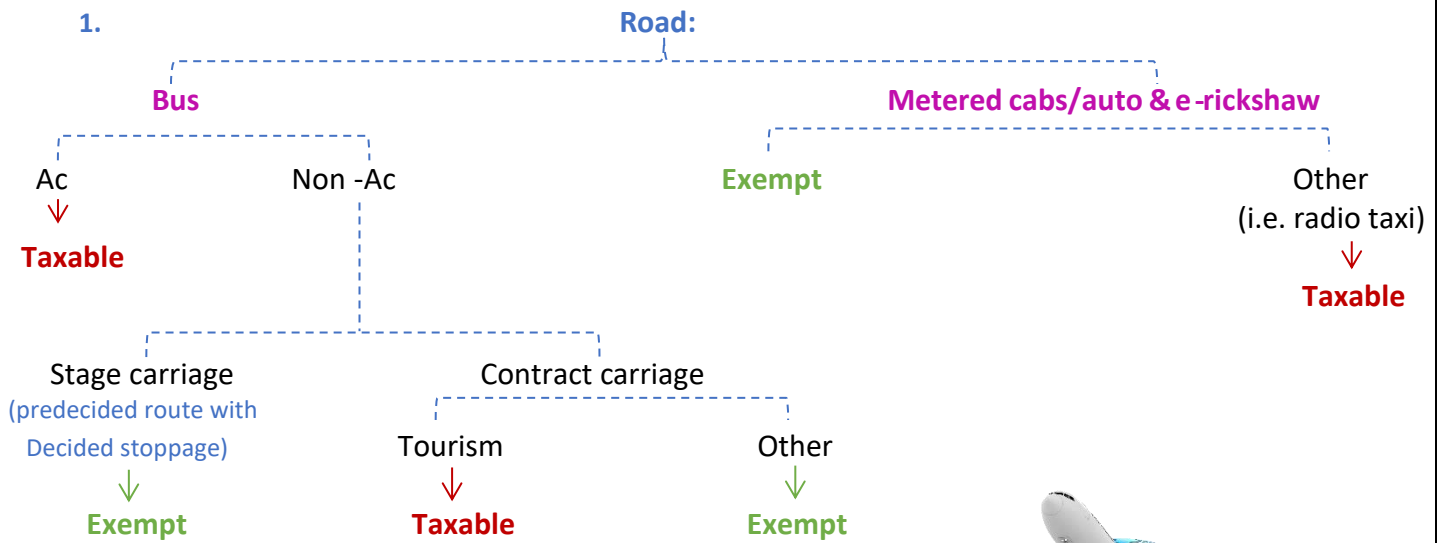 1. Road:
Bus Metered cabs/auto & e-rickshaw
Ac Non -Ac Exempt Other
(i.e. radio taxi)
Taxable
Taxable
Stage carriage Contract carriage
(predecided route with
Decided stoppage) Tourism Other
Exempt Taxable Exempt